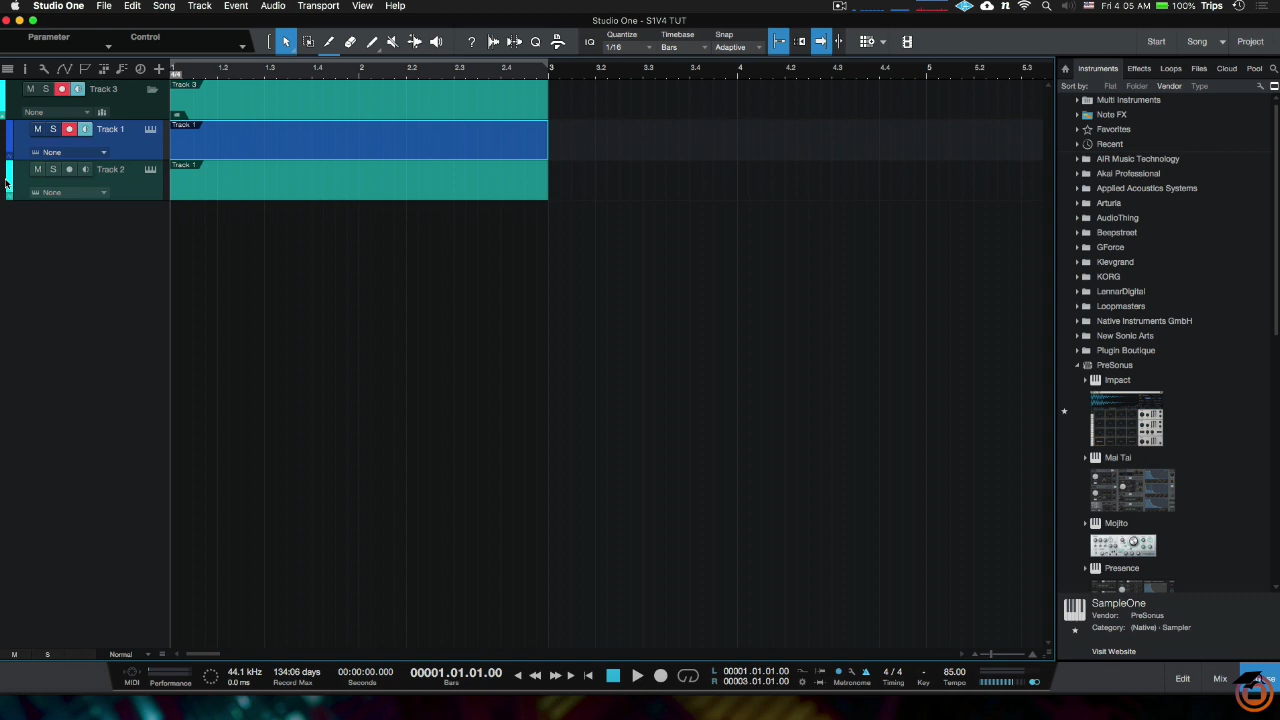 Studio One File Edit Song Track Event Audio Transport View Help
100% Fri 4 05 AM Trips
Studio One - S1V4 TUT
Parameter Control
Quantize Timebase Snap
1/16 Bars Adaptive
IQ
Start Song Project
1 1.2 1.3 1.4 2 2.2 2.3 2.4 3 3.2 3.3 3.4 4 4.2 4.3 4.4 5 5.2 5.3
4/4
M S Track 3
None
Track 3
M S Track 1
None
Track 1
M S Track 2
None
Track 1
Instruments Effects Loops Files Cloud Pool
Sort by: Flat Folder Vendor Type
Multi Instruments
Note FX
Favorites
Recent
AIR Music Technology
Akai Professional
Applied Acoustics Systems
Arturia
AudioThing
Beepstreet
GForce
Klevgrand
KORG
LennarDigital
Loopmasters
Native Instruments GmbH
New Sonic Arts
Plugin Boutique
PreSonus
Impact
Mai Tai
Mojito
Presence
SampleOne
Vendor: PreSonus
Category: (Native) - Sampler
Visit Website
M S Normal
MIDI
Performance
44.1 kHz
0.0 ms
134:06 days
Record Max
00:00:00.000
Seconds
00001.01.01.00
Bars
L 00001.01.01.00
R 00003.01.01.00
Metronome
4 / 4
Timing
-
Key
85.00
Tempo
Edit Mix